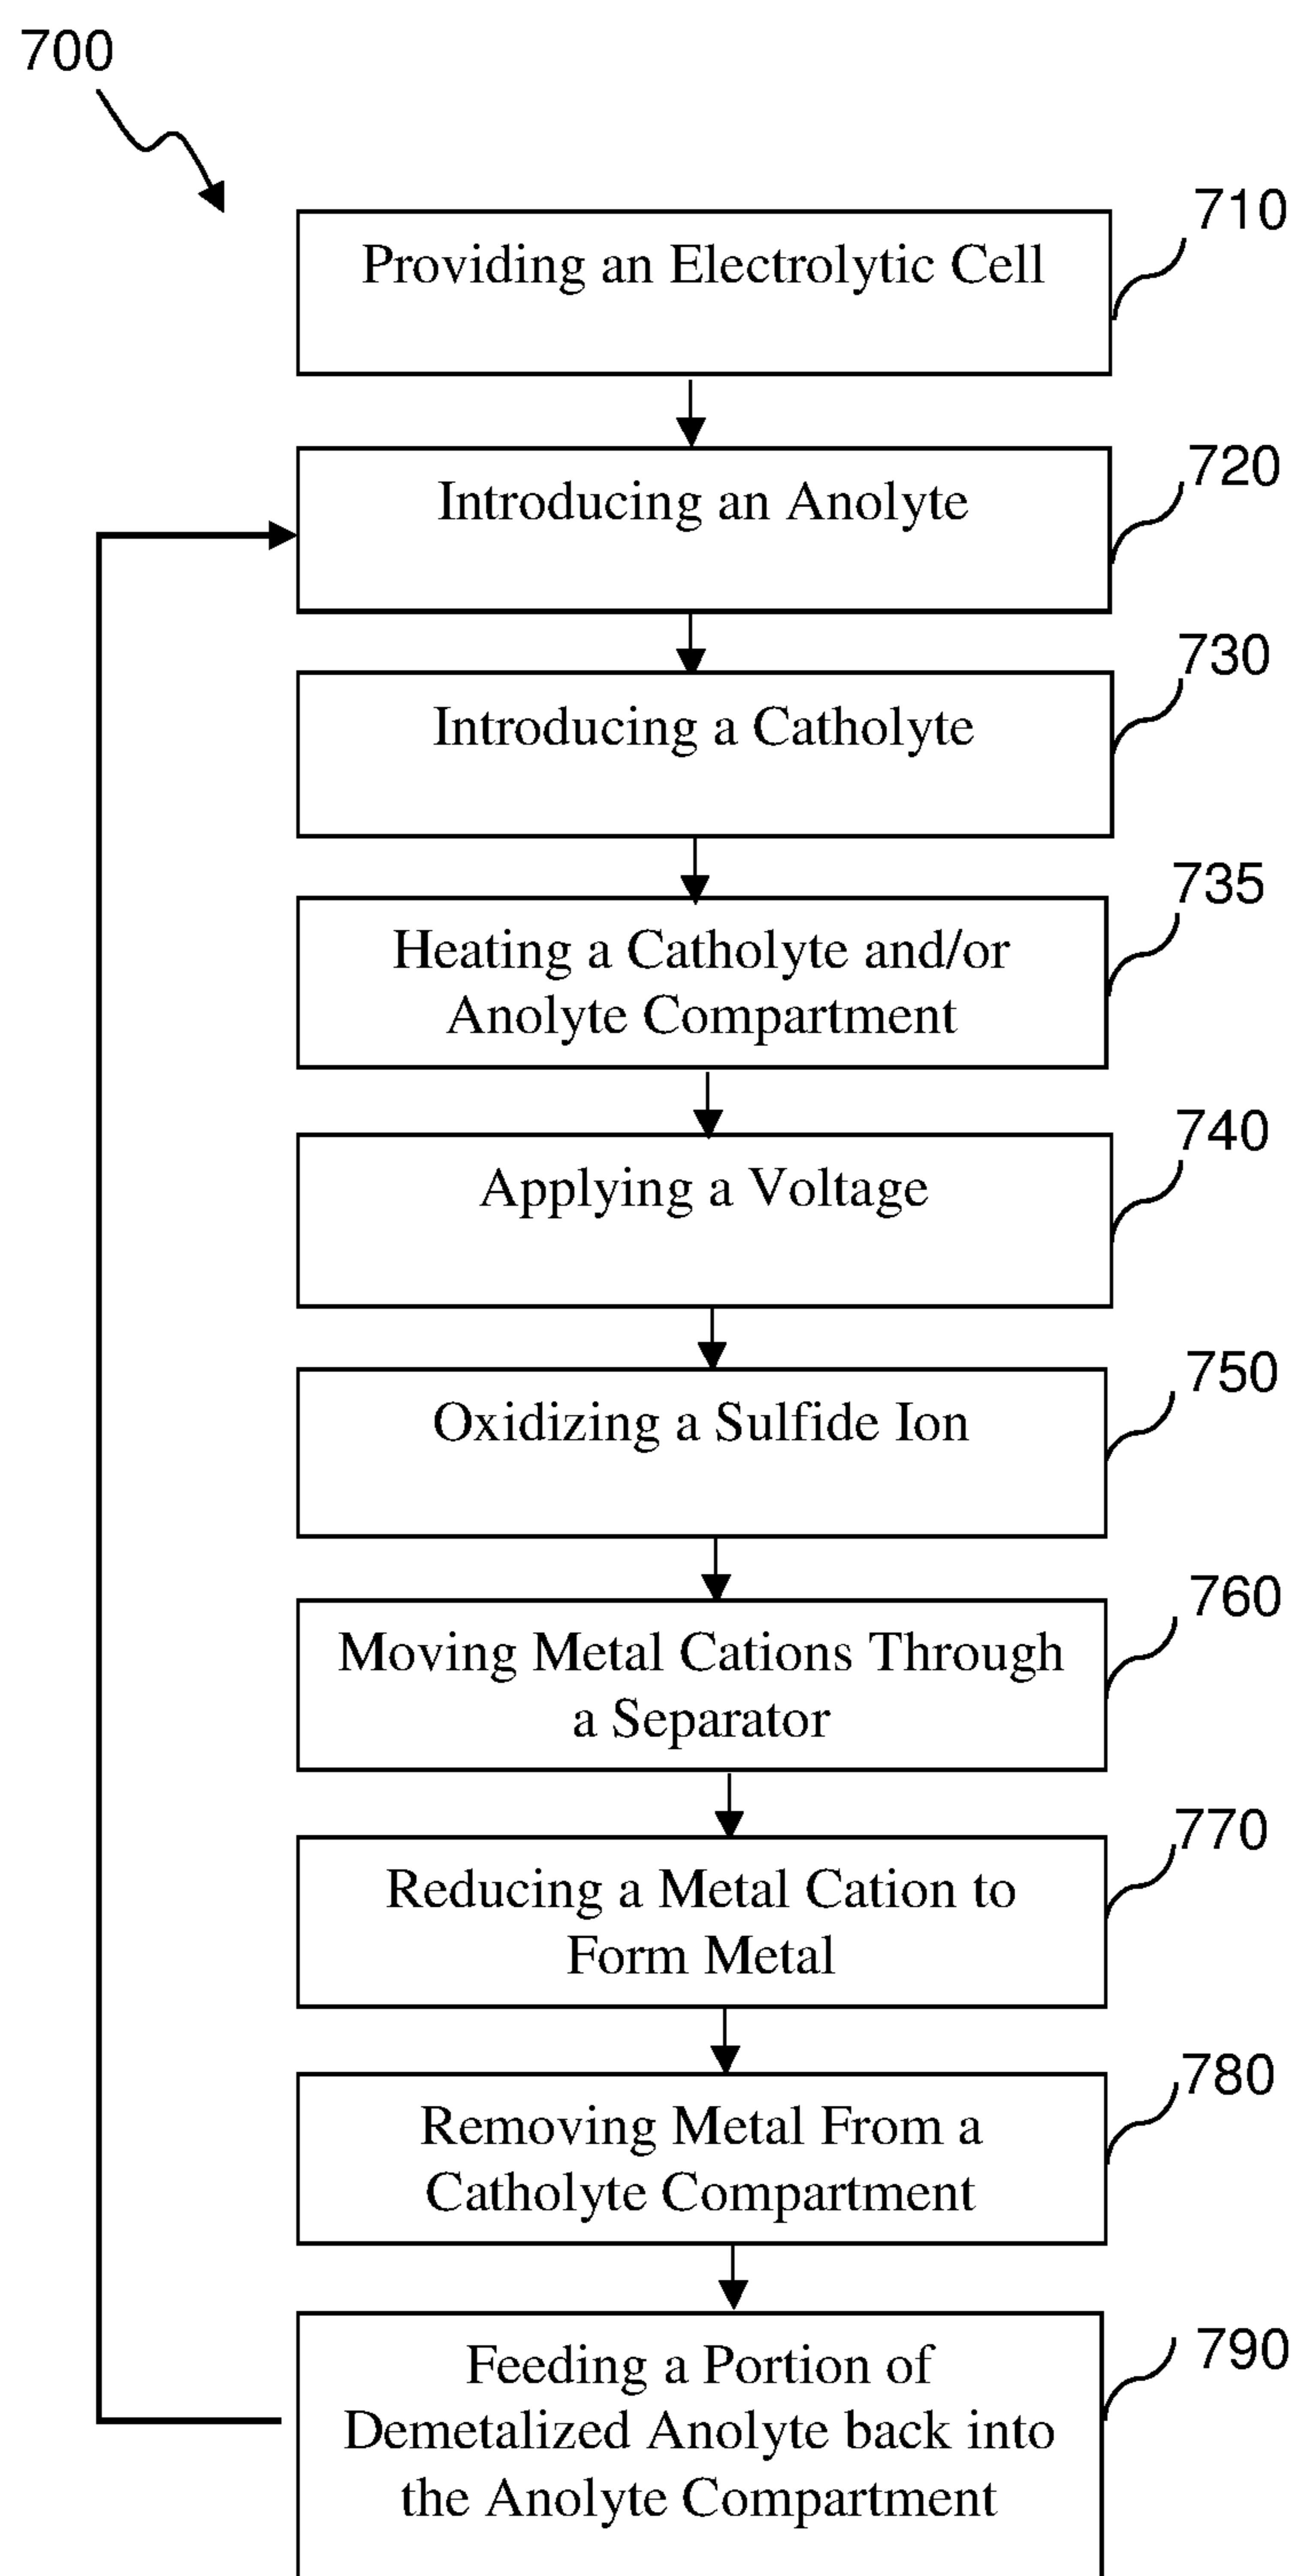 700
710
Providing an Electrolytic Cell
720
Introducing an Anolyte
730
Introducing a Catholyte
735
Heating a Catholyte and/or
Anolyte Compartment
740
Applying a Voltage
750
Oxidizing a Sulfide Ion
760
Moving Metal Cations Through
a Separator
770
Reducing a Metal Cation to
Form Metal
780
Removing Metal From a
Catholyte Compartment
790
Feeding a Portion of
Demetalized Anolyte back into
the Anolyte Compartment